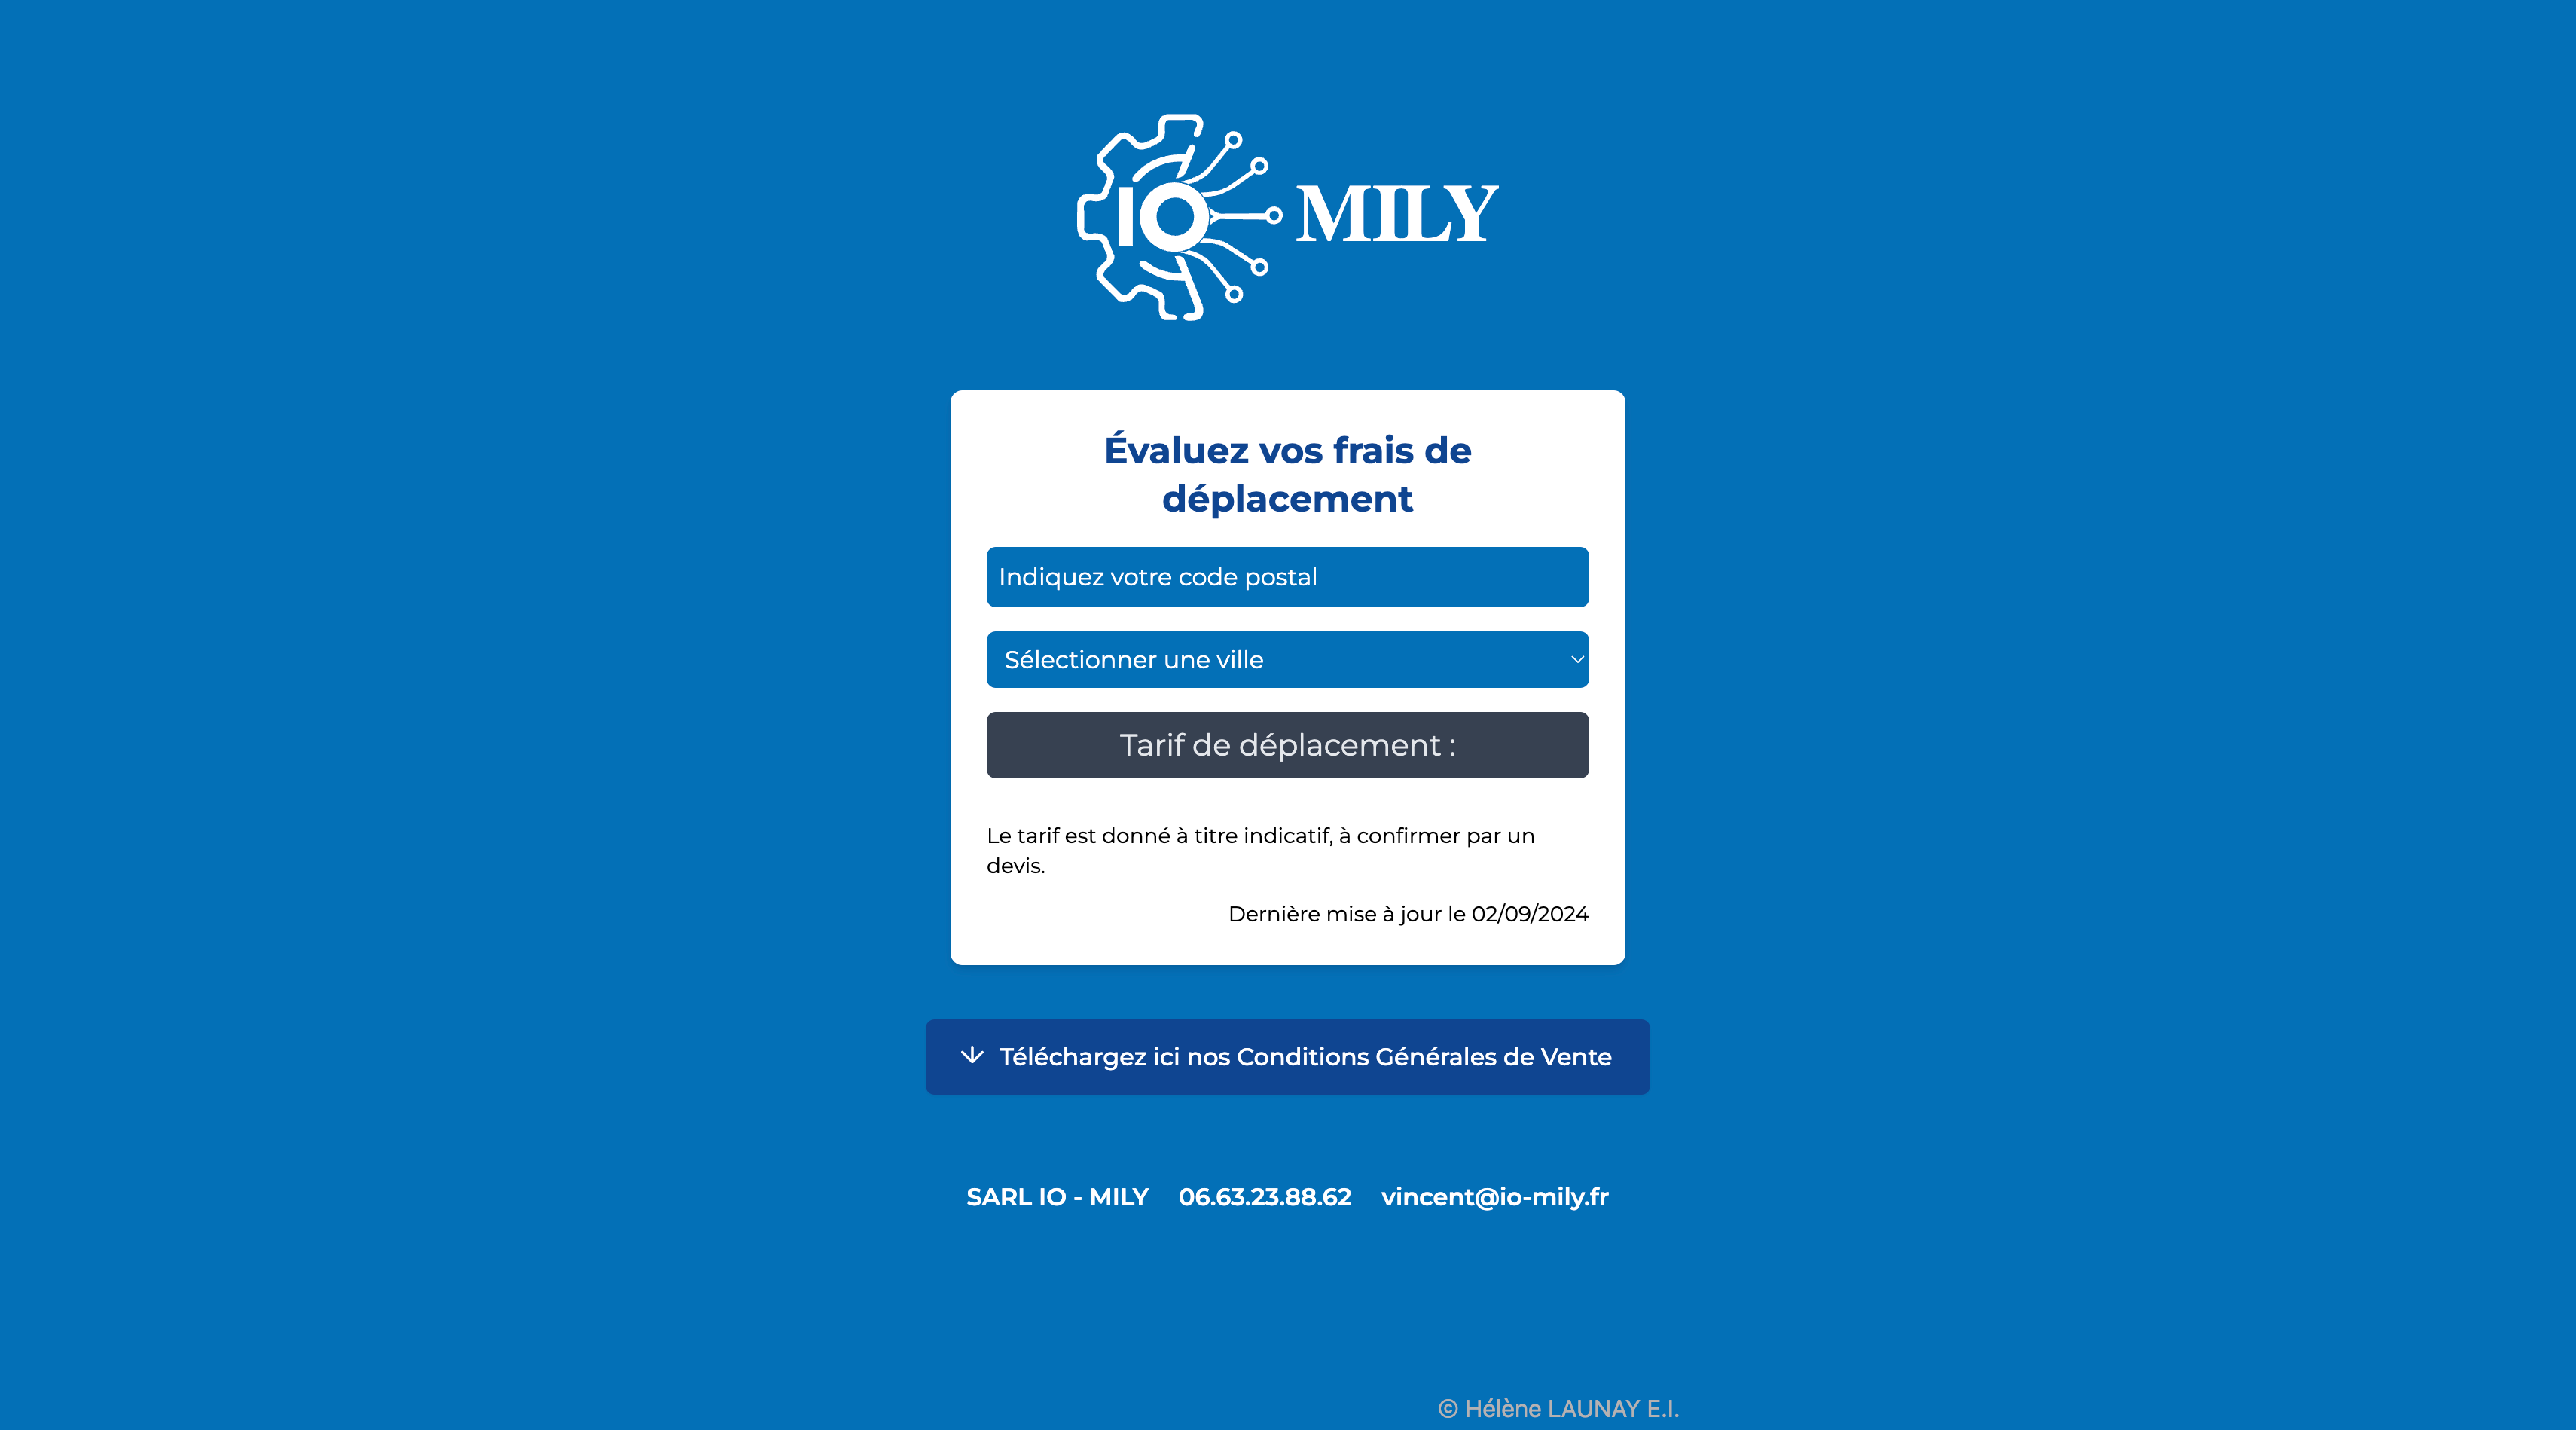 IO MILY
Évaluez vos frais de
déplacement
Indiquez votre code postal
Sélectionner une ville
Tarif de déplacement :
Le tarif est donné à titre indicatif, à confirmer par un
devis.
Dernière mise à jour le 02/09/2024
Téléchargez ici nos Conditions Générales de Vente
SARL IO - MILY 06.63.23.88.62 vincent@io-mily.fr
© Hélène LAUNAY E.I.